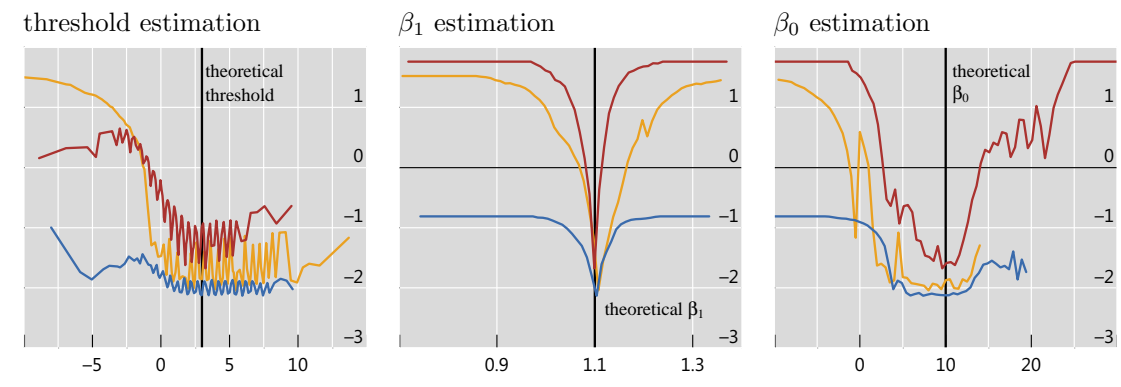 threshold estimation
theoretical
threshold
1
0
−1
−2
−3
−5 0 5 10
β₁ estimation
1
0
−1
−2
theoretical β₁
−3
0.9 1.1 1.3
β₀ estimation
theoretical
β₀
1
0
−1
−2
−3
0 10 20